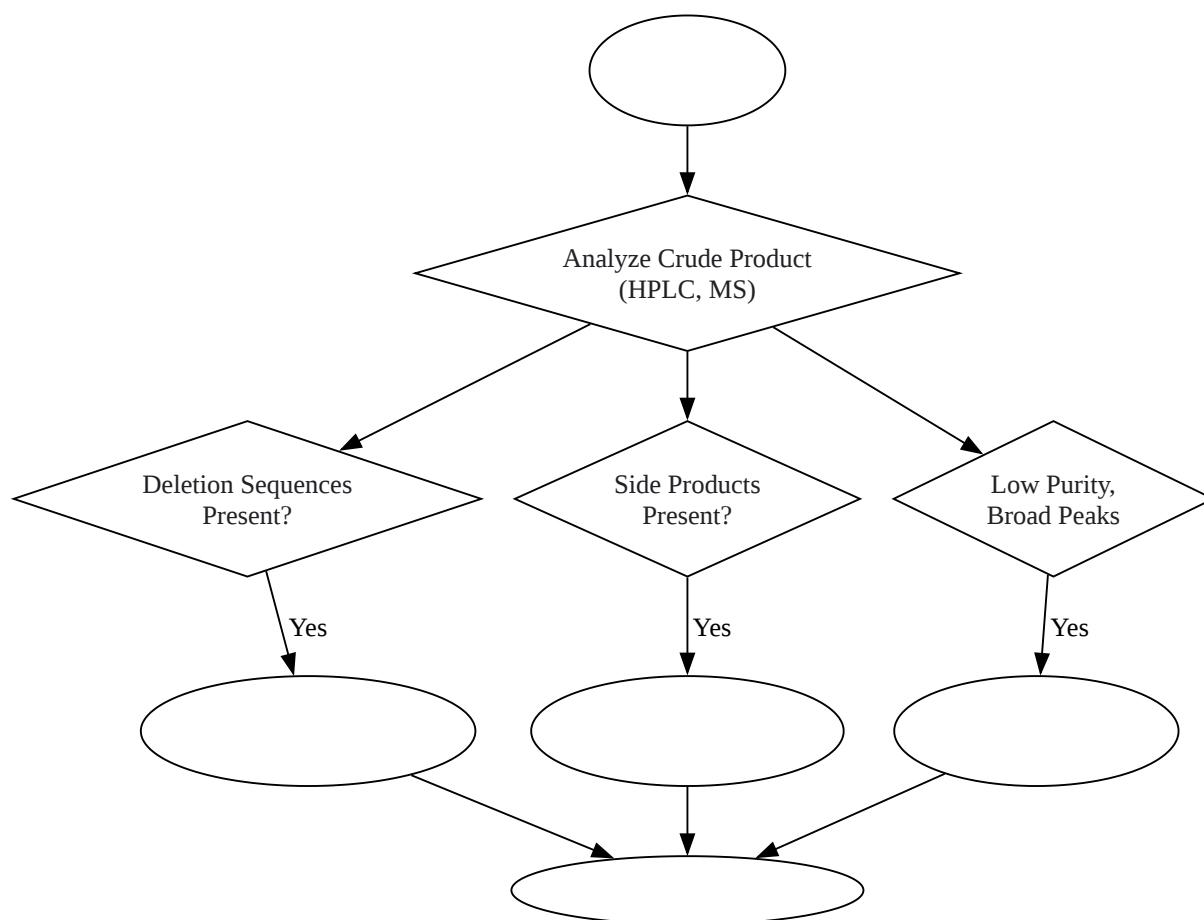 Analyze Crude Product
(HPLC, MS)
Deletion Sequences
Present?
Side Products
Present?
Low Purity,
Broad Peaks
Yes
Yes
Yes